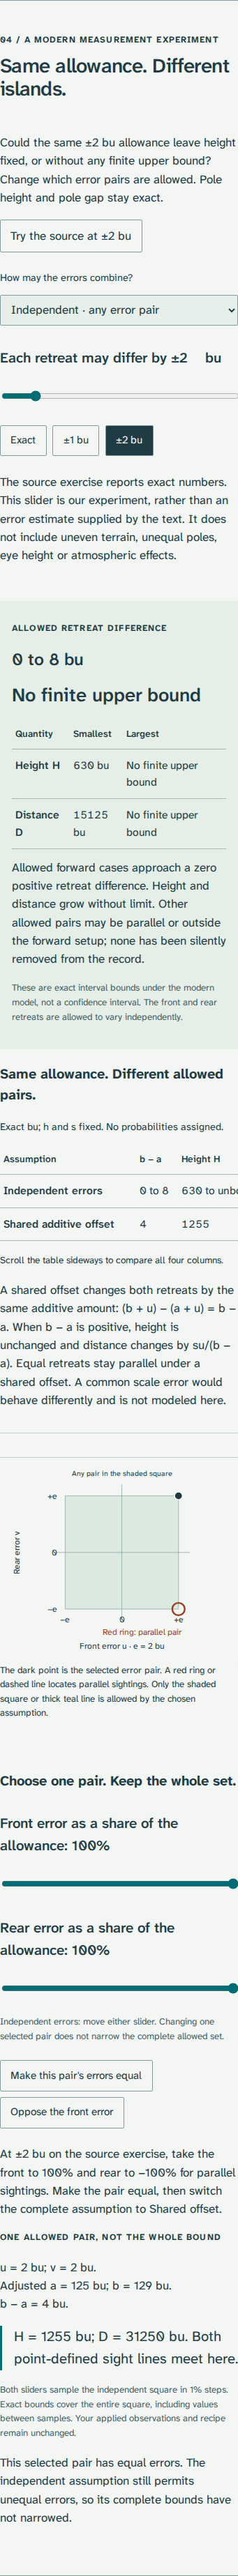 04 / A MODERN MEASUREMENT EXPERIMENT
Same allowance. Different
islands.
Could the same ±2 bu allowance leave height
fixed, or without any finite upper bound?
Change which error pairs are allowed. Pole
height and pole gap stay exact.
Try the source at ±2 bu
How may the errors combine?
Independent · any error pair
Each retreat may differ by ±2 bu
Exact
±1 bu
±2 bu
The source exercise reports exact numbers.
This slider is our experiment, rather than an
error estimate supplied by the text. It does
not include uneven terrain, unequal poles,
eye height or atmospheric effects.
ALLOWED RETREAT DIFFERENCE
0 to 8 bu
No finite upper bound
Quantity Smallest Largest
Height H 630 bu No finite upper
bound
Distance 15125 No finite upper
D bu bound
Allowed forward cases approach a zero
positive retreat difference. Height and
distance grow without limit. Other
allowed pairs may be parallel or outside
the forward setup; none has been silently
removed from the record.
These are exact interval bounds under the modern
model, not a confidence interval. The front and rear
retreats are allowed to vary independently.
Same allowance. Different allowed
pairs.
Exact bu; h and s fixed. No probabilities assigned.
Assumption b − a Height H
Independent errors 0 to 8 630 to unbo
Shared additive offset 4 1255
Scroll the table sideways to compare all four columns.
A shared offset changes both retreats by the
same additive amount: (b + u) − (a + u) = b −
a. When b − a is positive, height is
unchanged and distance changes by su/(b −
a). Equal retreats stay parallel under a
shared offset. A common scale error would
behave differently and is not modeled here.
Any pair in the shaded square
+e
Rear error v
0
−e
−e 0 +e
Red ring: parallel pair
Front error u · e = 2 bu
The dark point is the selected error pair. A red ring or
dashed line locates parallel sightings. Only the shaded
square or thick teal line is allowed by the chosen
assumption.
Choose one pair. Keep the whole set.
Front error as a share of the
allowance: 100%
Rear error as a share of the
allowance: 100%
Independent errors: move either slider. Changing one
selected pair does not narrow the complete allowed set.
Make this pair's errors equal
Oppose the front error
At ±2 bu on the source exercise, take the
front to 100% and rear to −100% for parallel
sightings. Make the pair equal, then switch
the complete assumption to Shared offset.
ONE ALLOWED PAIR, NOT THE WHOLE BOUND
u = 2 bu; v = 2 bu.
Adjusted a = 125 bu; b = 129 bu.
b − a = 4 bu.
H = 1255 bu; D = 31250 bu. Both
point-defined sight lines meet here.
Both sliders sample the independent square in 1% steps.
Exact bounds cover the entire square, including values
between samples. Your applied observations and recipe
remain unchanged.
This selected pair has equal errors. The
independent assumption still permits
unequal errors, so its complete bounds have
not narrowed.